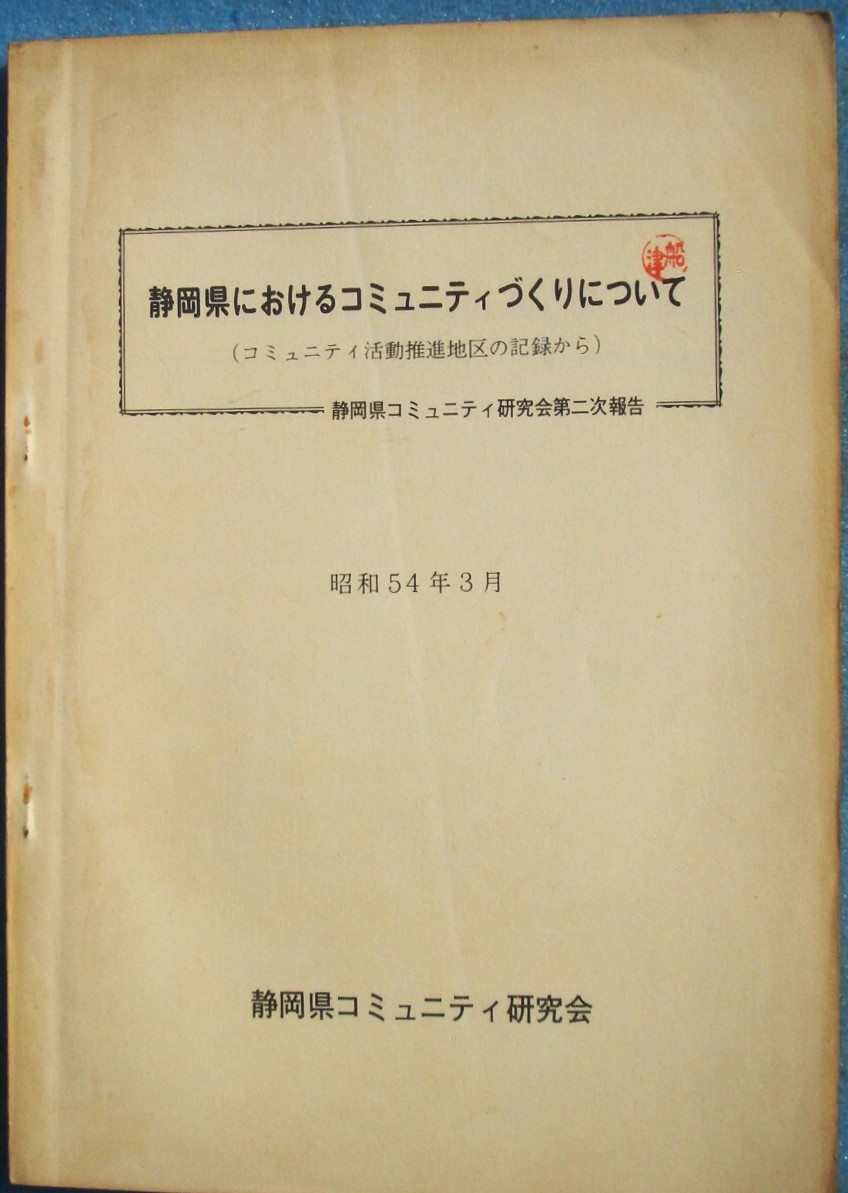 静岡県におけるコミュニティづくりについて
(コミュニティ活動推進地区の記録から)
静岡県コミュニティ研究会第二次報告
船津
昭和54年3月
静岡県コミュニティ研究会